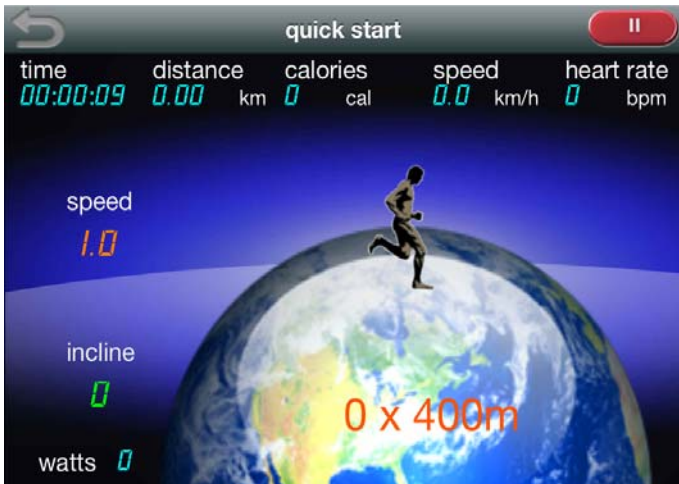 quick start
time distance calories speed heart rate
00:00:09 0.00 km 0 cal 0.0 km/h 0 bpm
speed
1.0
incline
0
0 x 400m
watts 0